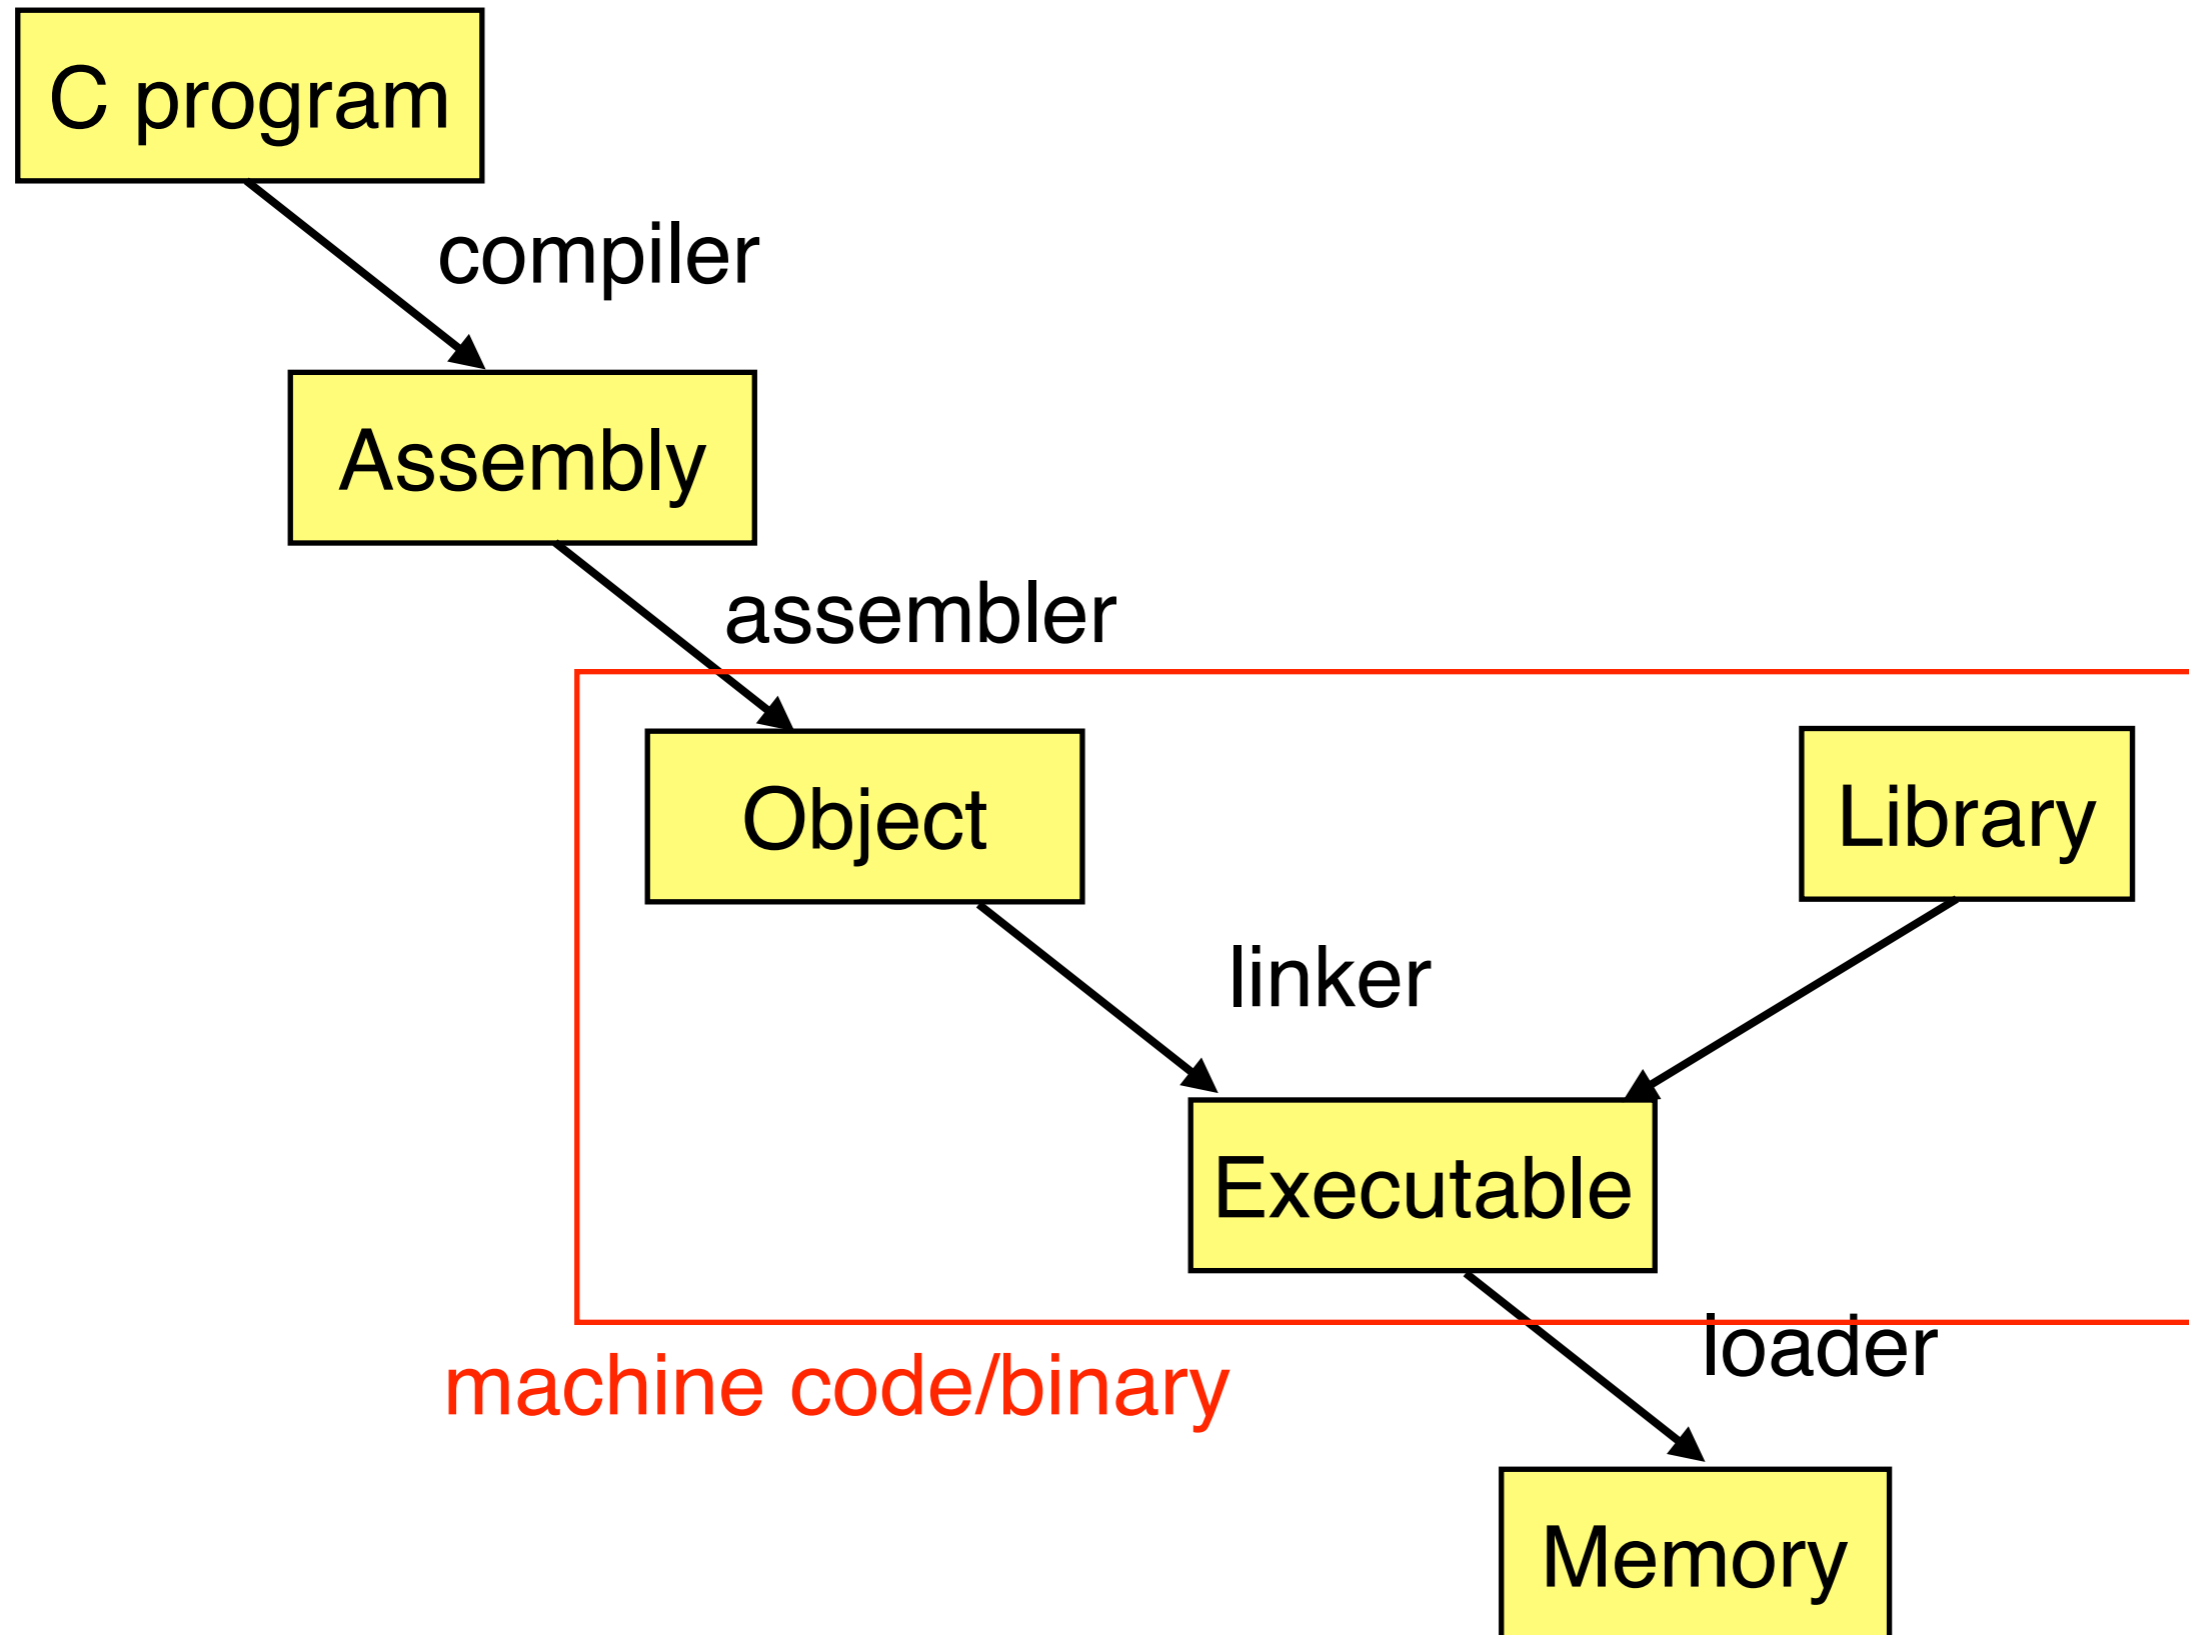 C program
compiler
Assembly
assembler
Object
Library
linker
Executable
loader
machine code/binary
Memory